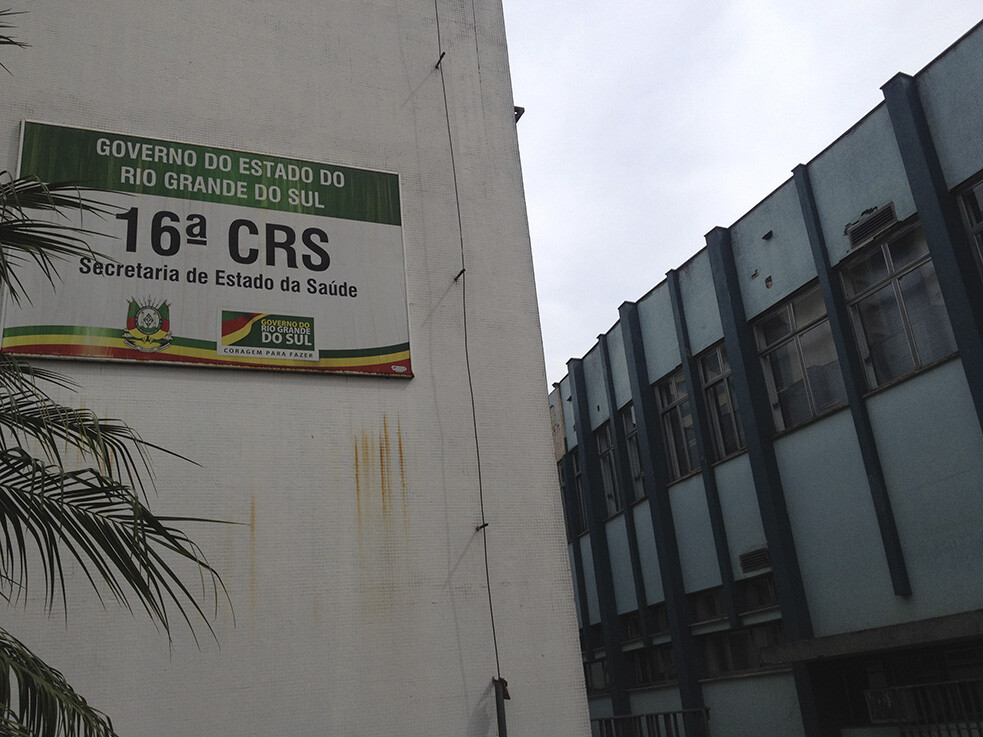 GOVERNO DO ESTADO DO
RIO GRANDE DO SUL
16ª CRS
Secretaria de Estado da Saúde
GOVERNO DO
RIO GRANDE
DO SUL
CORAGEM PARA FAZER